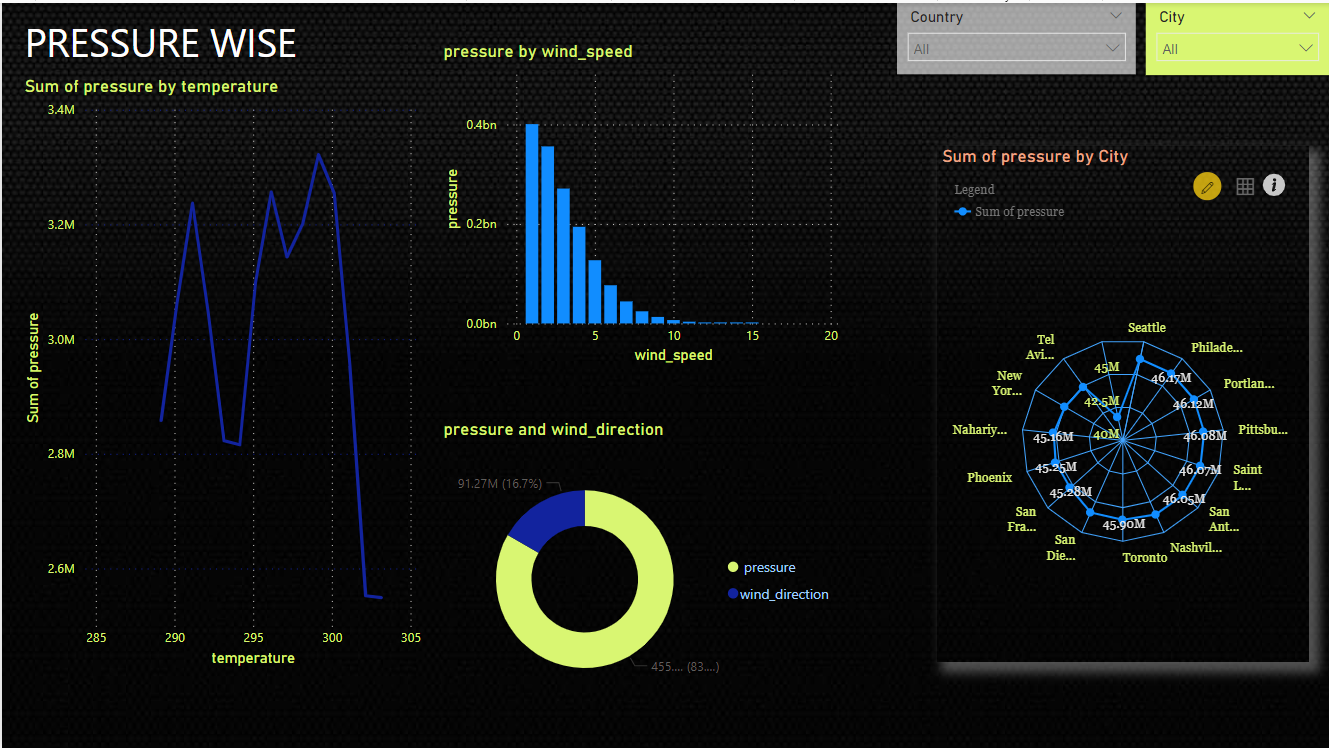 PRESSURE WISE
Country
All
City
All
Sum of pressure by temperature
3.4M
3.2M
3.0M
2.8M
2.6M
Sum of pressure
285 290 295 300 305
temperature
pressure by wind_speed
0.4bn
0.2bn
0.0bn
pressure
0 5 10 15 20
wind_speed
pressure and wind_direction
91.27M (16.7%)
455.... (83....)
pressure
wind_direction
Sum of pressure by City
Legend
Sum of pressure
Seattle
Philade...
Portlan...
Pittsbu...
Saint
L...
San
Ant...
Nashvil...
Toronto
San
Die...
San
Fra...
Phoenix
Nahariy...
New
Yor...
Tel
Avi...
45M
42.5M
40M
46.17M
46.12M
46.08M
46.07M
46.05M
45.90M
45.28M
45.25M
45.16M